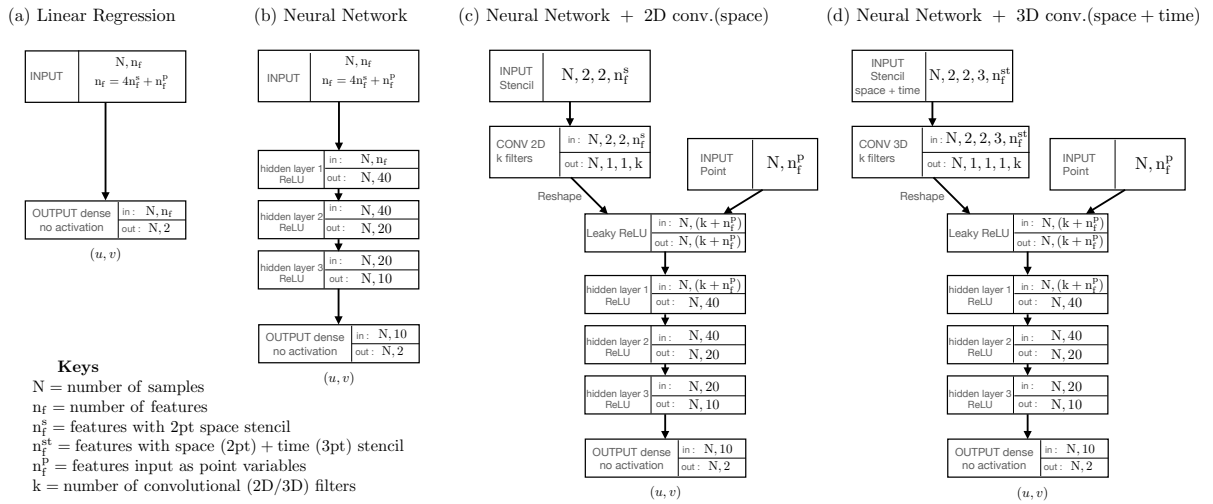 (a) Linear Regression
INPUT
N, n_f
n_f = 4n_f^s + n_f^p
OUTPUT dense
no activation
in : N, n_f
out : N, 2
(u, v)
(b) Neural Network
INPUT
N, n_f
n_f = 4n_f^s + n_f^p
hidden layer 1
ReLU
in : N, n_f
out : N, 40
hidden layer 2
ReLU
in : N, 40
out : N, 20
hidden layer 3
ReLU
in : N, 20
out : N, 10
OUTPUT dense
no activation
in : N, 10
out : N, 2
(u, v)
(c) Neural Network + 2D conv.(space)
INPUT
Stencil
N, 2, 2, n_f^s
CONV 2D
k filters
in : N, 2, 2, n_f^s
out : N, 1, 1, k
INPUT
Point
N, n_f^p
Reshape
Leaky ReLU
in : N, (k + n_f^p)
out : N, (k + n_f^p)
hidden layer 1
ReLU
in : N, (k + n_f^p)
out : N, 40
hidden layer 2
ReLU
in : N, 40
out : N, 20
hidden layer 3
ReLU
in : N, 20
out : N, 10
OUTPUT dense
no activation
in : N, 10
out : N, 2
(u, v)
(d) Neural Network + 3D conv.(space + time)
INPUT
Stencil
space + time
N, 2, 2, 3, n_f^st
CONV 3D
k filters
in : N, 2, 2, 3, n_f^st
out : N, 1, 1, 1, k
INPUT
Point
N, n_f^p
Reshape
Leaky ReLU
in : N, (k + n_f^p)
out : N, (k + n_f^p)
hidden layer 1
ReLU
in : N, (k + n_f^p)
out : N, 40
hidden layer 2
ReLU
in : N, 40
out : N, 20
hidden layer 3
ReLU
in : N, 20
out : N, 10
OUTPUT dense
no activation
in : N, 10
out : N, 2
(u, v)
Keys
N = number of samples
n_f = number of features
n_f^s = features with 2pt space stencil
n_f^st = features with space (2pt) + time (3pt) stencil
n_f^p = features input as point variables
k = number of convolutional (2D/3D) filters